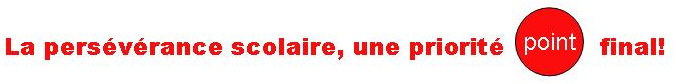 La persévérance scolaire, une priorité point final!